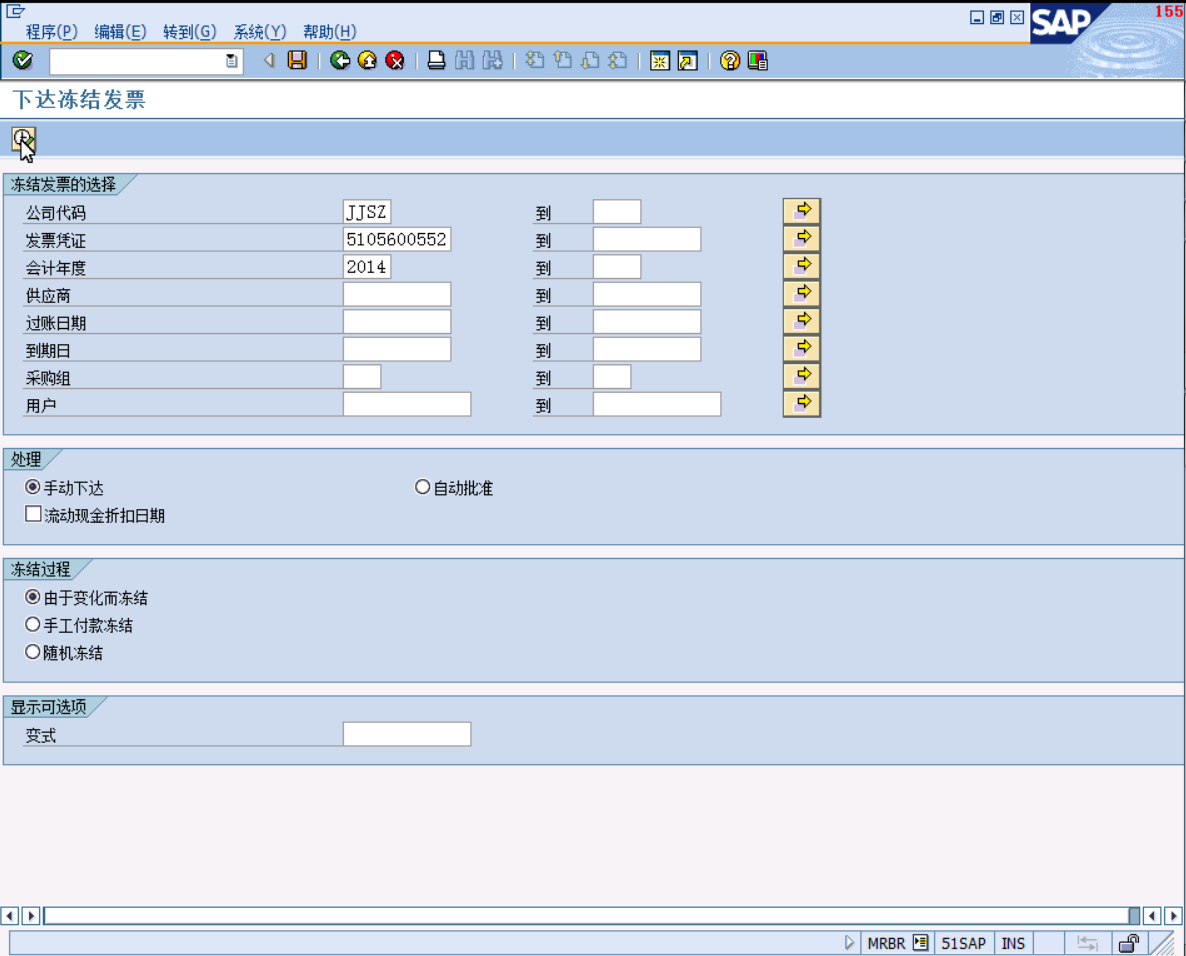 155
程序(P) 编辑(E) 转到(G) 系统(Y) 帮助(H)
SAP
下达冻结发票
冻结发票的选择
公司代码 JJSZ 到
发票凭证 5105600552 到
会计年度 2014 到
供应商 到
过账日期 到
到期日 到
采购组 到
用户 到
处理
手动下达 自动批准
流动现金折扣日期
冻结过程
由于变化而冻结
手工付款冻结
随机冻结
显示可选项
变式
MRBR 51SAP INS